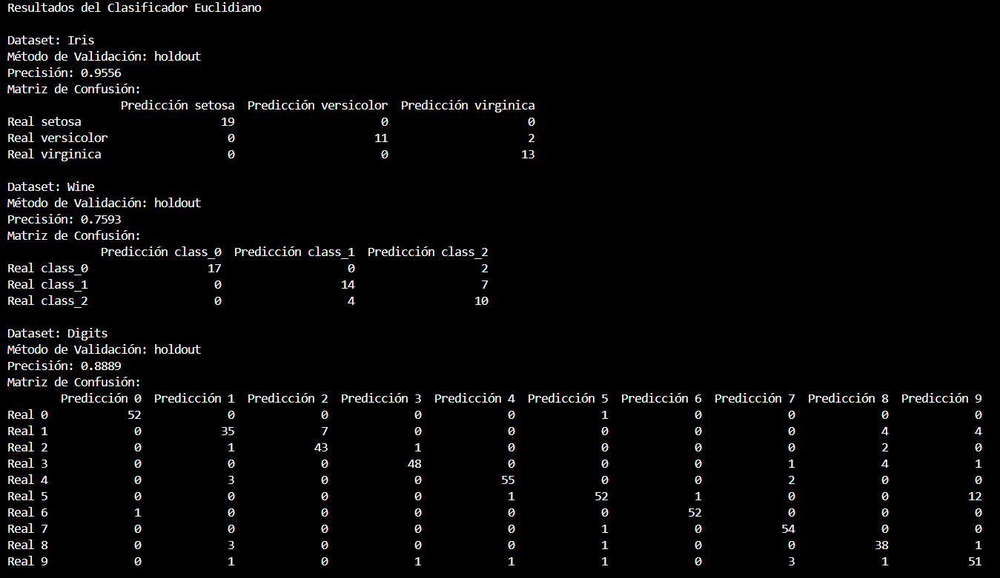 Resultados del Clasificador Euclidiano
Dataset: Iris
Método de Validación: holdout
Precisión: 0.9556
Matriz de Confusión:
Predicción setosa Predicción versicolor Predicción virginica
Real setosa 19 0 0
Real versicolor 0 11 2
Real virginica 0 0 13
Dataset: Wine
Método de Validación: holdout
Precisión: 0.7593
Matriz de Confusión:
Predicción class_0 Predicción class_1 Predicción class_2
Real class_0 17 0 2
Real class_1 0 14 7
Real class_2 0 4 10
Dataset: Digits
Método de Validación: holdout
Precisión: 0.8889
Matriz de Confusión:
Predicción 0 Predicción 1 Predicción 2 Predicción 3 Predicción 4 Predicción 5 Predicción 6 Predicción 7 Predicción 8 Predicción 9
Real 0 52 0 0 0 0 1 0 0 0 0
Real 1 0 35 7 0 0 0 0 0 4 4
Real 2 0 1 43 1 0 0 0 0 2 0
Real 3 0 0 0 48 0 0 0 1 4 1
Real 4 0 3 0 0 55 0 0 2 0 0
Real 5 0 0 0 0 1 52 1 0 0 12
Real 6 1 0 0 0 0 0 52 0 0 0
Real 7 0 0 0 0 0 1 0 54 0 0
Real 8 0 3 0 0 0 1 0 0 38 1
Real 9 0 1 0 1 1 1 0 3 1 51